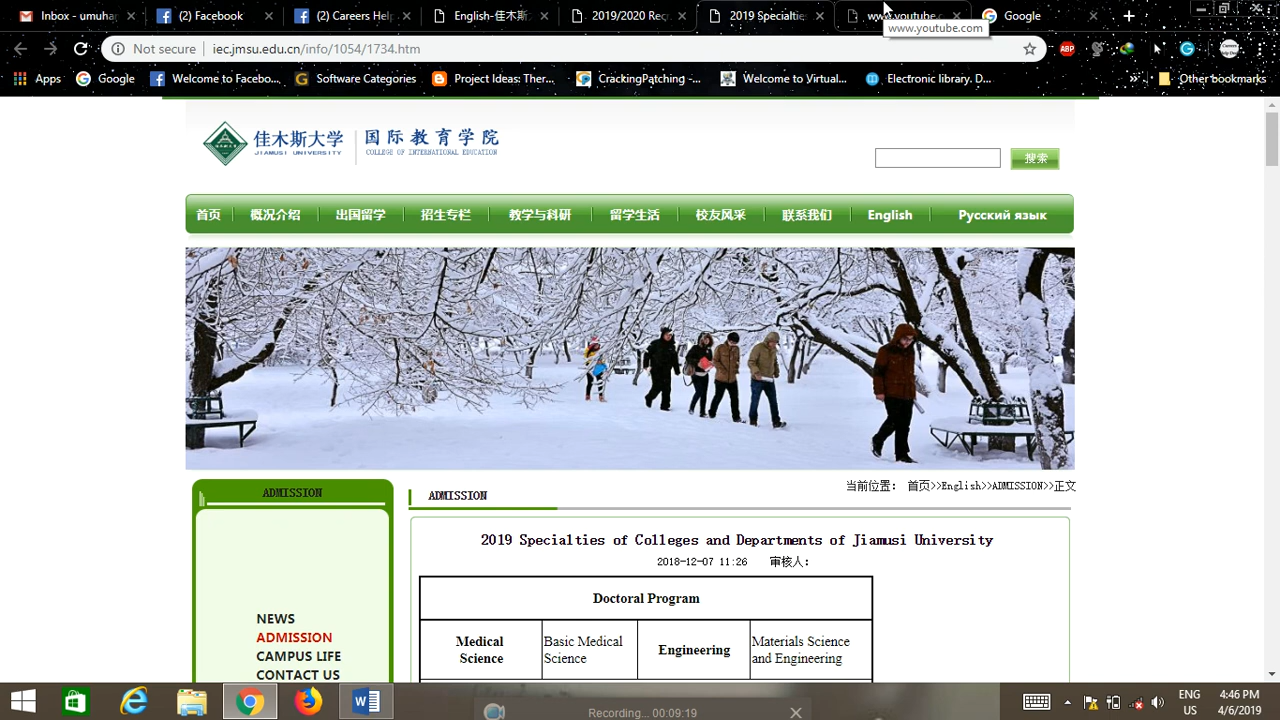 Inbox - umuhar
(2) Facebook
(2) Careers Help
English-佳木斯
2019/2020 Rec
2019 Specialties
www.youtube.c
Google
www.youtube.com
Not secure
iec.jmsu.edu.cn/info/1054/1734.htm
ABP
Apps
Google
Welcome to Facebo...
Software Categories
Project Ideas: Ther...
CrackingPatching -...
Welcome to Virtual...
Electronic library. D...
»
Other bookmarks
佳木斯大学
JIAMUSI UNIVERSITY
国际教育学院
COLLEGE OF INTERNATIONAL EDUCATION
搜索
首页 概况介绍 出国留学 招生专栏 教学与科研 留学生活 校友风采 联系我们 English Русский язык
ADMISSION
NEWS
ADMISSION
CAMPUS LIFE
CONTACT US
ADMISSION
当前位置: 首页>>English>>ADMISSION>>正文
2019 Specialties of Colleges and Departments of Jiamusi University
2018-12-07 11:26 审核人:
Doctoral Program
Medical
Science
Basic Medical
Science
Engineering
Materials Science
and Engineering
Recording... 00:09:19
ENG
US
4:46 PM
4/6/2019